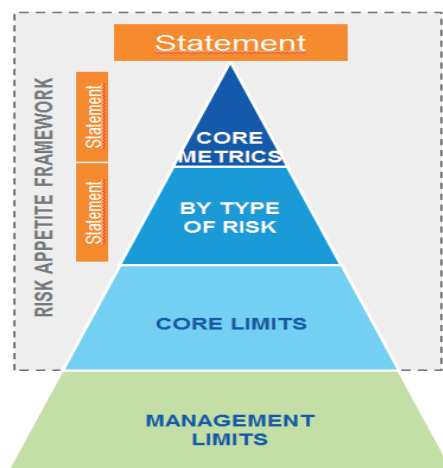 Statement
RISK APPETITE FRAMEWORK
Statement
Statement
CORE
METRICS
BY TYPE
OF RISK
CORE LIMITS
MANAGEMENT
LIMITS